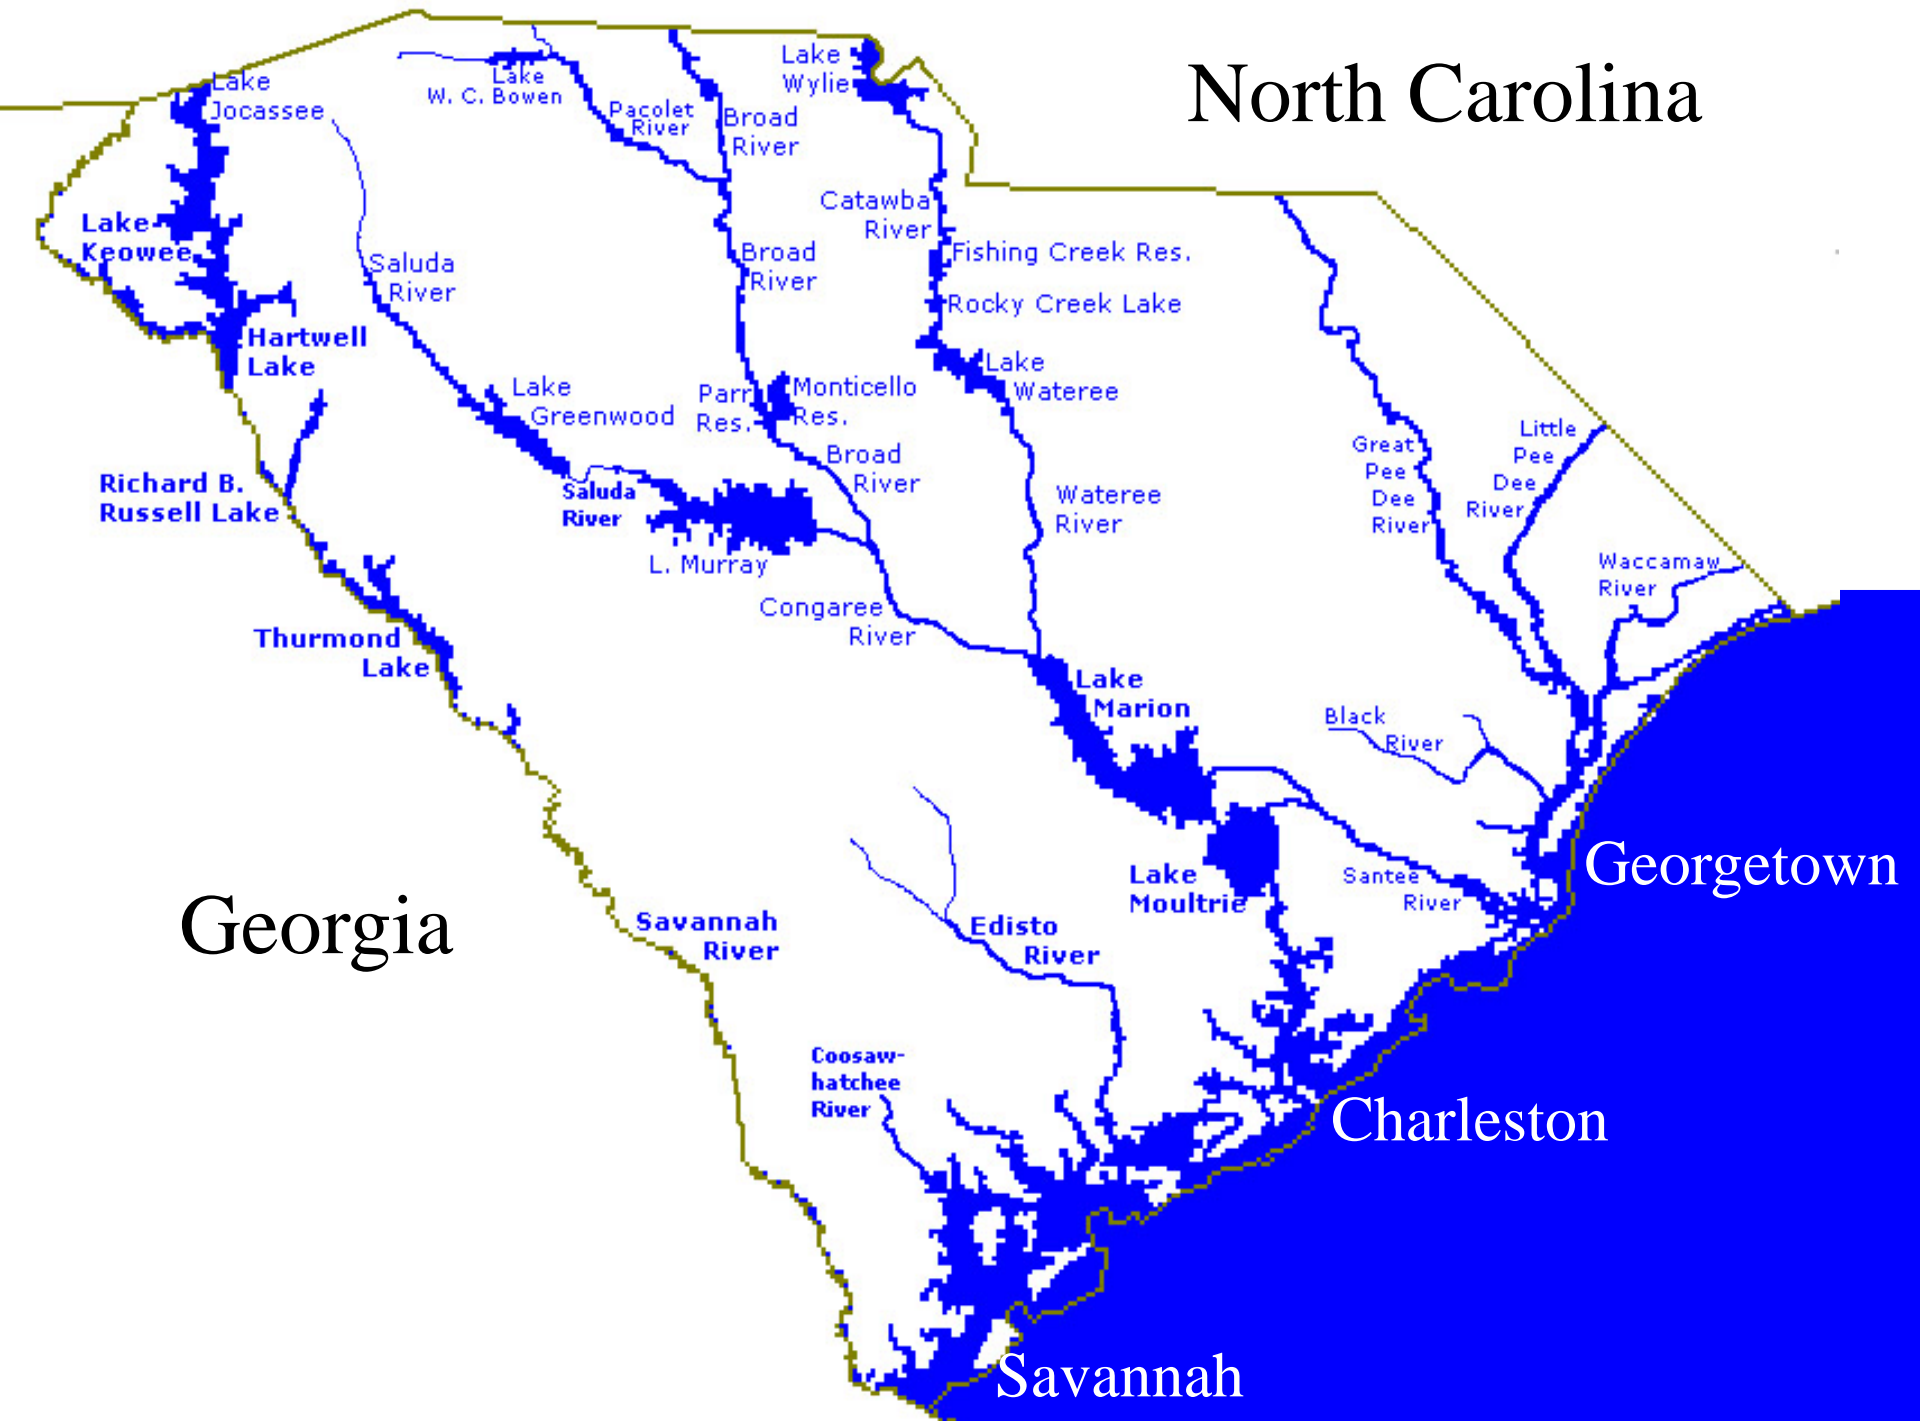 North Carolina
Lake
Jocassee
Lake
W. C. Bowen
Pacolet
River
Broad
River
Lake
Wylie
Catawba
River
Lake
Keowee
Saluda
River
Broad
River
Fishing Creek Res.
Rocky Creek Lake
Hartwell
Lake
Lake
Greenwood
Parr
Res.
Monticello
Res.
Lake
Wateree
Great
Pee
Dee
River
Little
Pee
Dee
River
Richard B.
Russell Lake
Saluda
River
Broad
River
Wateree
River
L. Murray
Waccamaw
River
Congaree
River
Thurmond
Lake
Lake
Marion
Black
River
Georgetown
Lake
Moultrie
Santee
River
Georgia
Savannah
River
Edisto
River
Coosaw-
hatchee
River
Charleston
Savannah